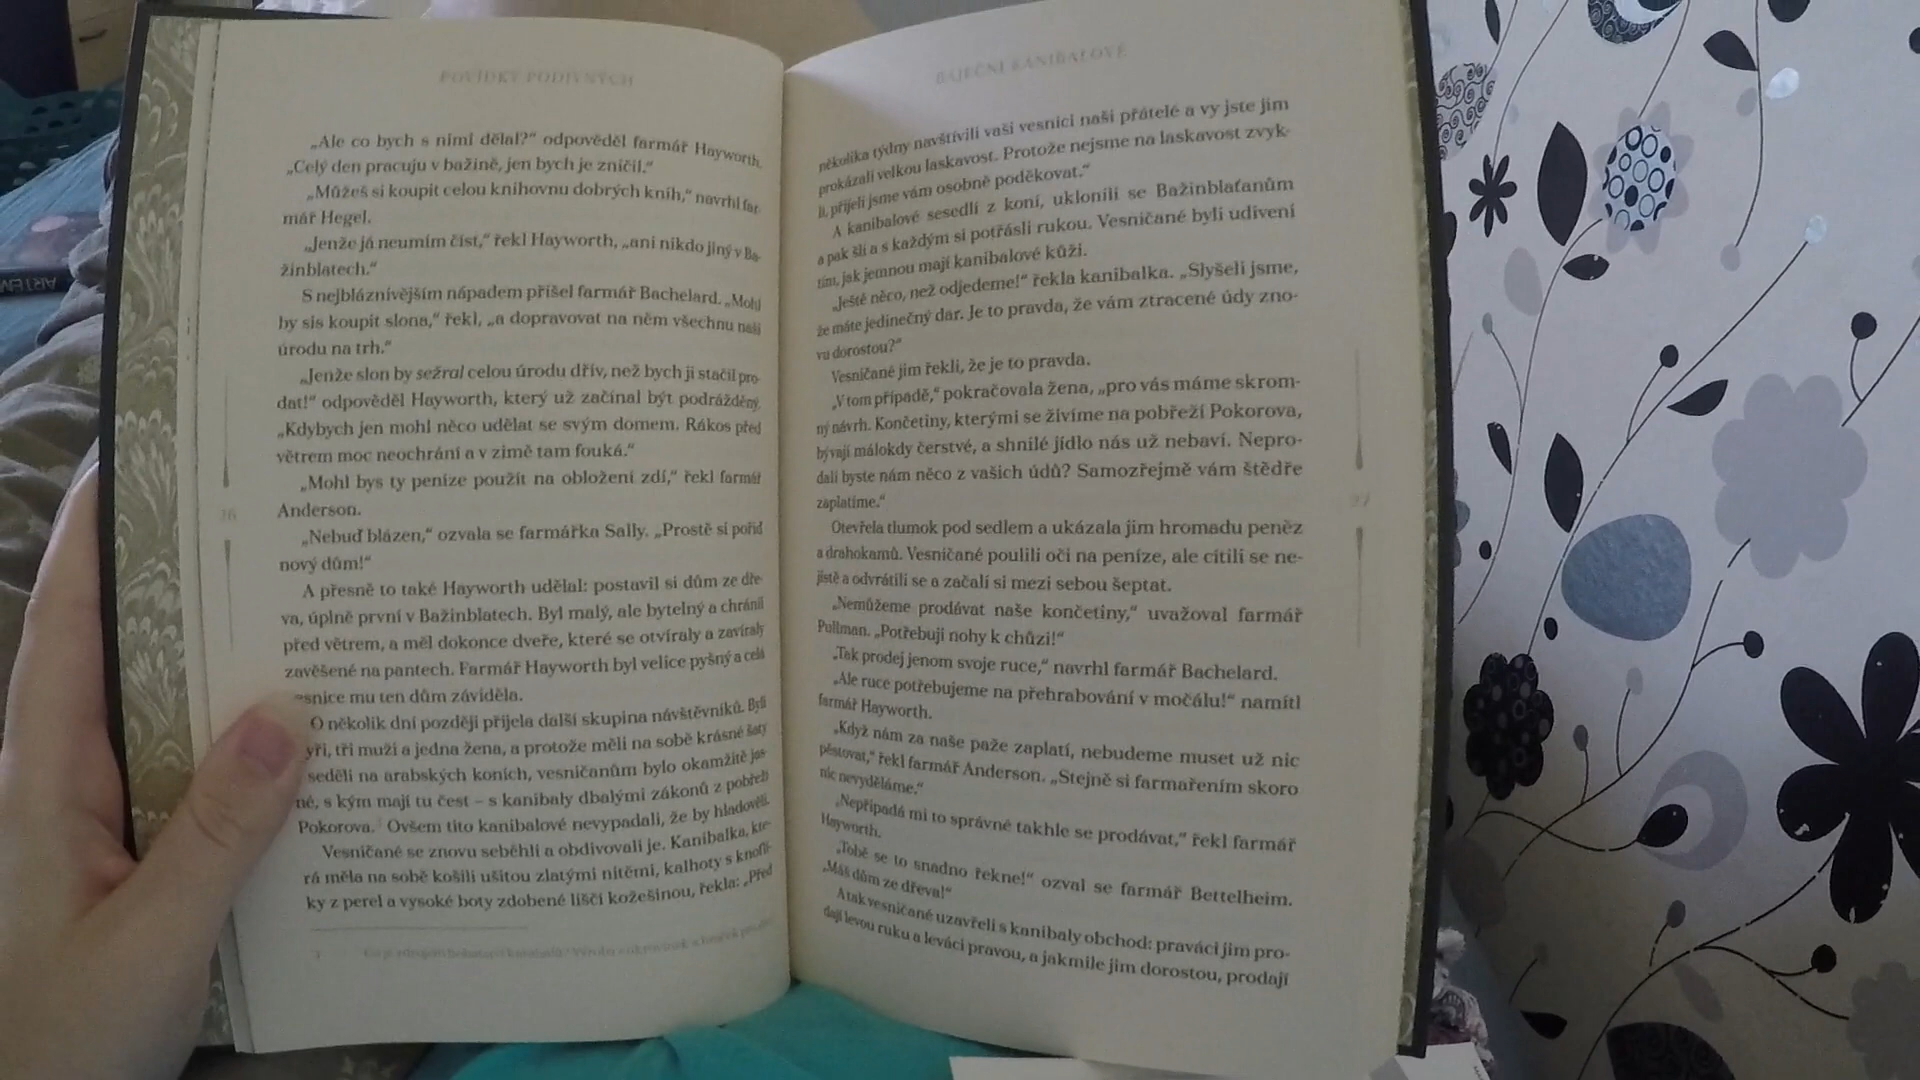 POVÍDKY PODIVNÝCH
„Ale co bych s nimi dělal?“ odpověděl farmář Hayworth.
„Celý den pracuju v bažině, jen bych je zničil.“
„Můžeš si koupit celou knihovnu dobrých knih,“ navrhl far-
mář Hegel.
„Jenže já neumím číst,“ řekl Hayworth, „ani nikdo jiný v Ba-
žinblatech.“
S nejbláznivějším nápadem přišel farmář Bachelard. „Mohl
by sis koupit slona,“ řekl, „a dopravovat na něm všechnu naši
úrodu na trh.“
„Jenže slon by sežral celou úrodu dřív, než bych ji stačil pro-
dat!“ odpověděl Hayworth, který už začínal být podrážděný.
„Kdybych jen mohl něco udělat se svým domem. Rákos před
větrem moc neochrání a v zimě tam fouká.“
„Mohl bys ty peníze použít na obložení zdí,“ řekl farmář
Anderson.
„Nebuď blázen,“ ozvala se farmářka Sally. „Prostě si pořiď
nový dům!“
A přesně to také Hayworth udělal: postavil si dům ze dře-
va, úplně první v Bažinblatech. Byl malý, ale bytelný a chránil
před větrem, a měl dokonce dveře, které se otvíraly a zavíraly
zavěšené na pantech. Farmář Hayworth byl velice pyšný a celá
esnice mu ten dům záviděla.
O několik dní později přijela další skupina návštěvníků. Byli
yři, tři muži a jedna žena, a protože měli na sobě krásné šaty
seděli na arabských koních, vesničanům bylo okamžitě jas-
né, s kým mají tu čest – s kanibaly dbalými zákonů z pobřeží
Pokorova. Ovšem tito kanibalové nevypadali, že by hladověli.
Vesničané se znovu seběhli a obdivovali je. Kanibalka, kte-
rá měla na sobě košili ušitou zlatými nitěmi, kalhoty s knoflí-
ky z perel a vysoké boty zdobené liščí kožešinou, řekla: „Před
26
BÁJEČNÍ KANIBALOVÉ
několika týdny navštívili vaši vesnici naši přátelé a vy jste jim
prokázali velkou laskavost. Protože nejsme na laskavost zvyk-
lí, přijeli jsme vám osobně poděkovat.“
A kanibalové sesedli z koní, uklonili se Bažinblaťanům
a pak šli a s každým si potřásli rukou. Vesničané byli udiveni
tím, jak jemnou mají kanibalové kůži.
„Ještě něco, než odjedeme!“ řekla kanibalka. „Slyšeli jsme,
že máte jedinečný dar. Je to pravda, že vám ztracené údy zno-
vu dorostou?“
Vesničané jim řekli, že je to pravda.
„V tom případě,“ pokračovala žena, „pro vás máme skrom-
ný návrh. Končetiny, kterými se živíme na pobřeží Pokorova,
bývají málokdy čerstvé, a shnilé jídlo nás už nebaví. Nepro-
dali byste nám něco z vašich údů? Samozřejmě vám štědře
zaplatíme.“
Otevřela tlumok pod sedlem a ukázala jim hromadu peněz
a drahokamů. Vesničané poulili oči na peníze, ale cítili se ne-
jistě a odvrátili se a začali si mezi sebou šeptat.
„Nemůžeme prodávat naše končetiny,“ uvažoval farmář
Pullman. „Potřebuji nohy k chůzi!“
„Tak prodej jenom svoje ruce,“ navrhl farmář Bachelard.
„Ale ruce potřebujeme na přehrabování v močálu!“ namítl
farmář Hayworth.
„Když nám za naše paže zaplatí, nebudeme muset už nic
pěstovat,“ řekl farmář Anderson. „Stejně si farmařením skoro
nic nevyděláme.“
„Nepřipadá mi to správné takhle se prodávat,“ řekl farmář
Hayworth.
„Tobě se to snadno řekne!“ ozval se farmář Bettelheim.
„Máš dům ze dřeva!“
A tak vesničané uzavřeli s kanibaly obchod: praváci jim pro-
dají levou ruku a leváci pravou, a jakmile jim dorostou, prodají
27